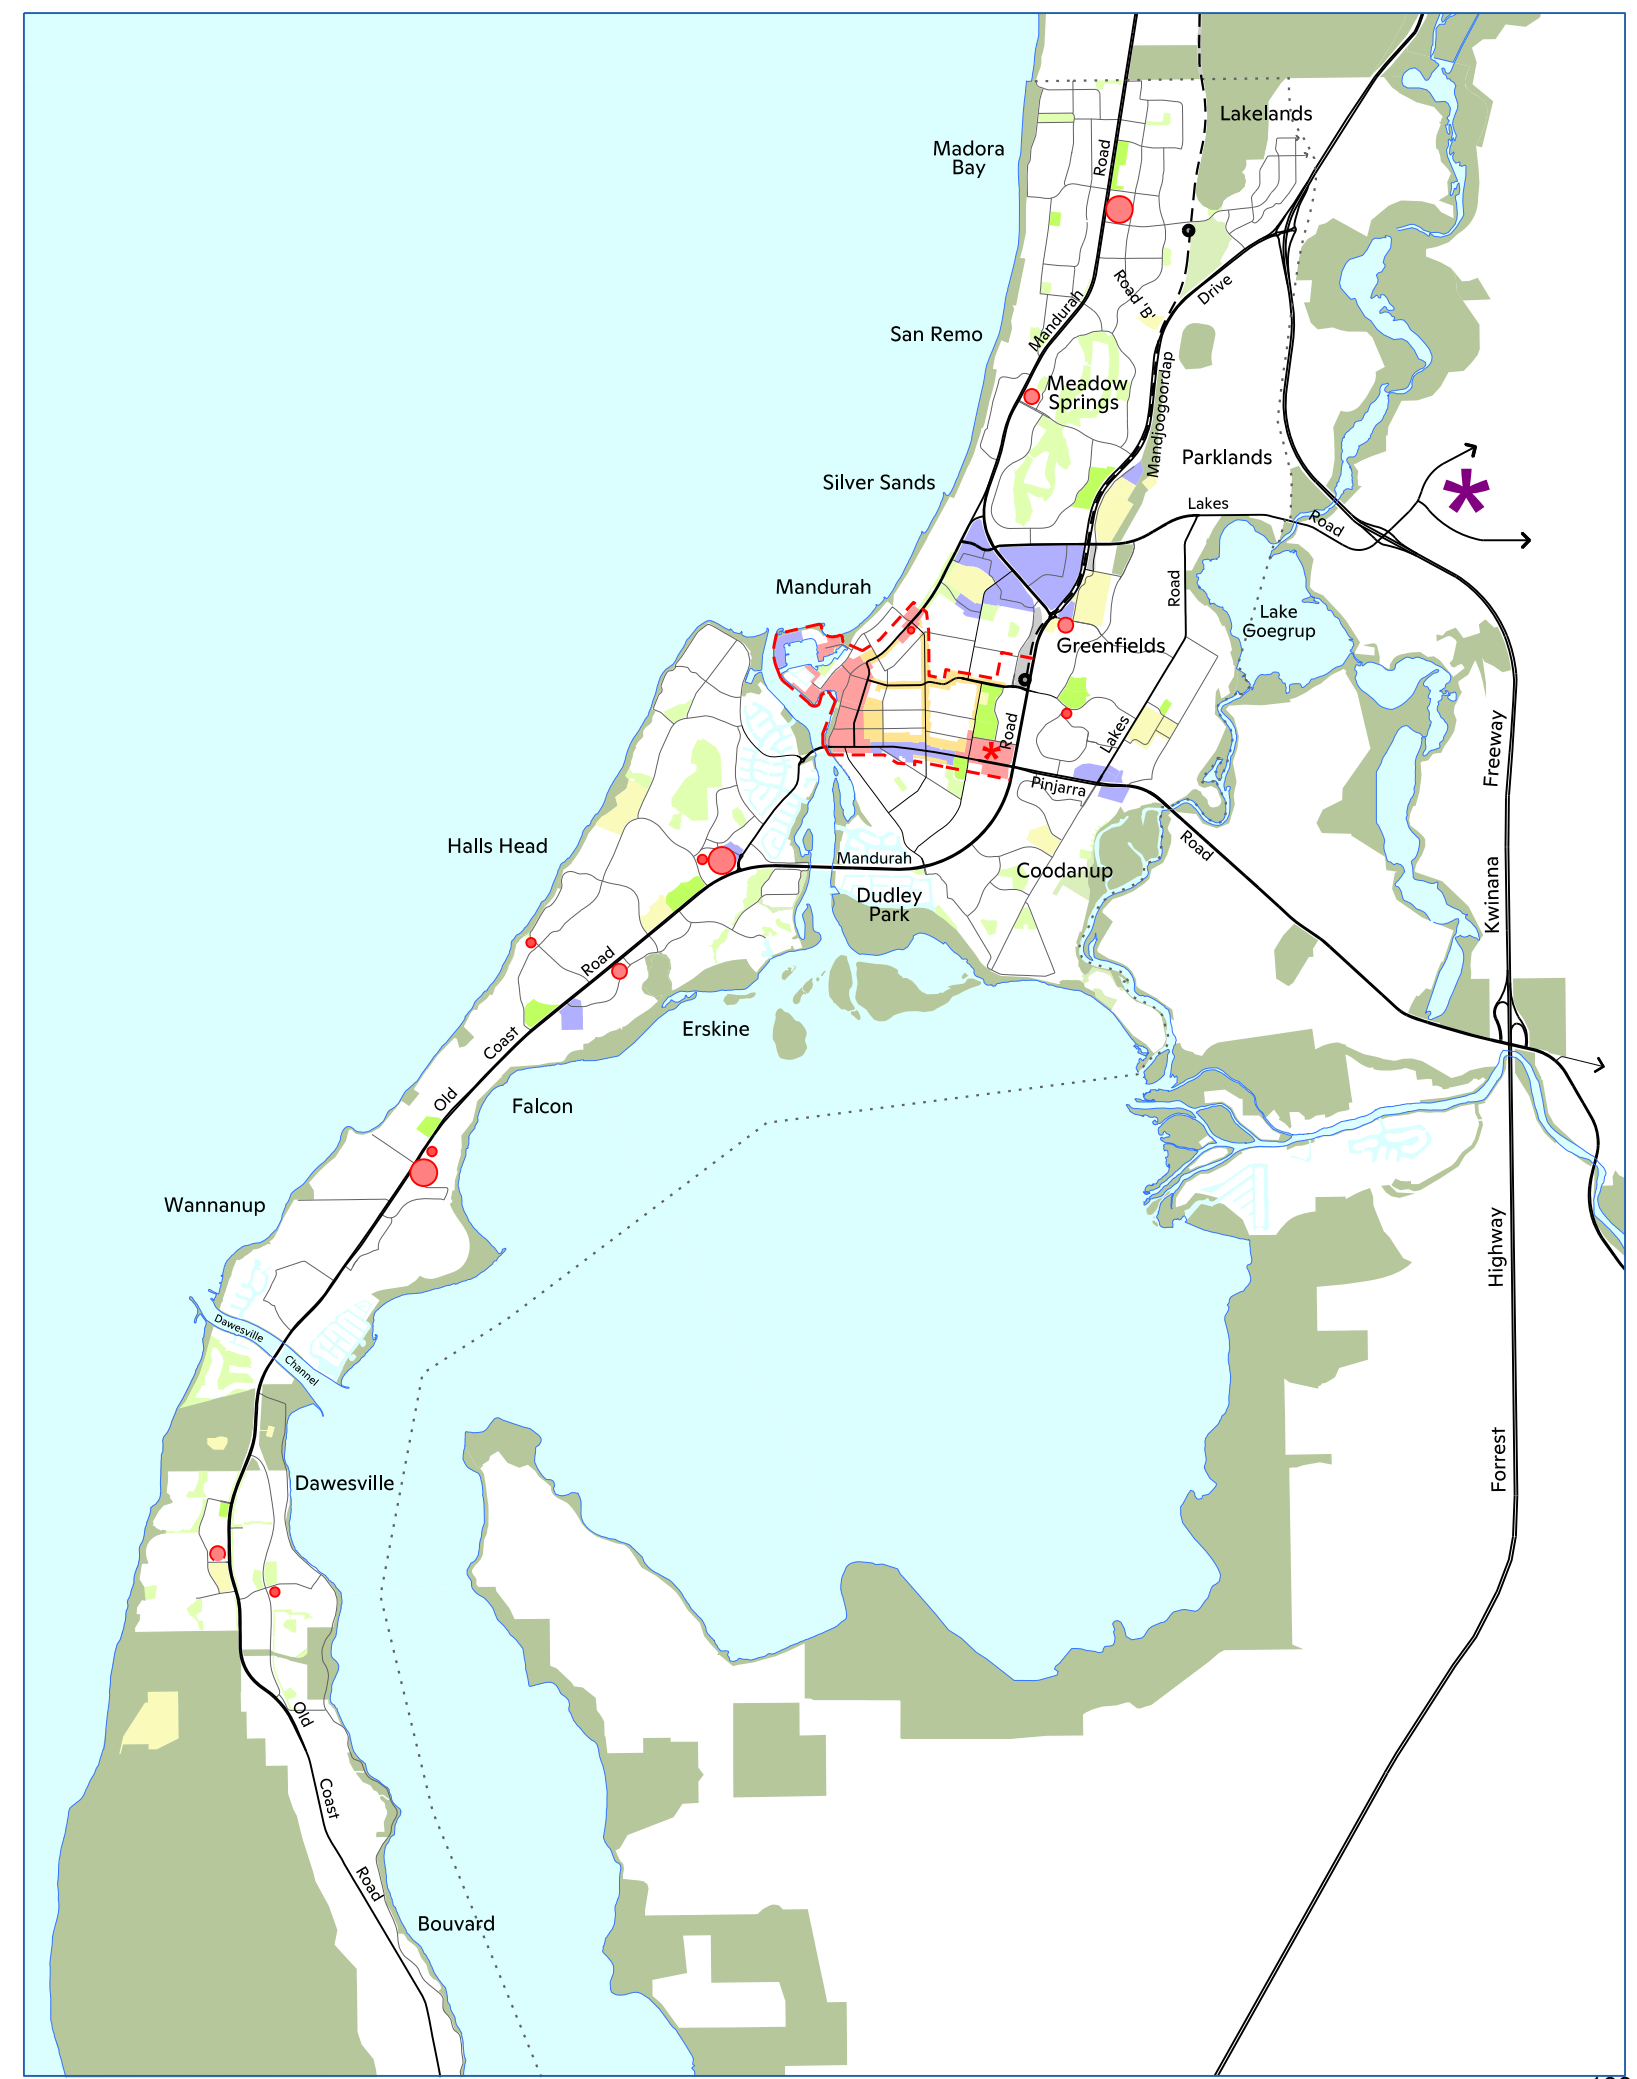 Lakelands
Madora
Bay
Road
Road 'B'
Drive
Mandurah
San Remo
Meadow
Springs
Mandjoogoordap
Parklands
Silver Sands
Lakes
Road
Mandurah
Road
Lake
Goegrup
Greenfields
Road
Lakes
Freeway
Pinjarra
Road
Halls Head
Mandurah
Coodanup
Kwinana
Dudley
Park
Road
Erskine
Coast
Old
Falcon
Wannanup
Highway
Dawesville
Channel
Forrest
Dawesville
Old
Coast
Road
Bouvard